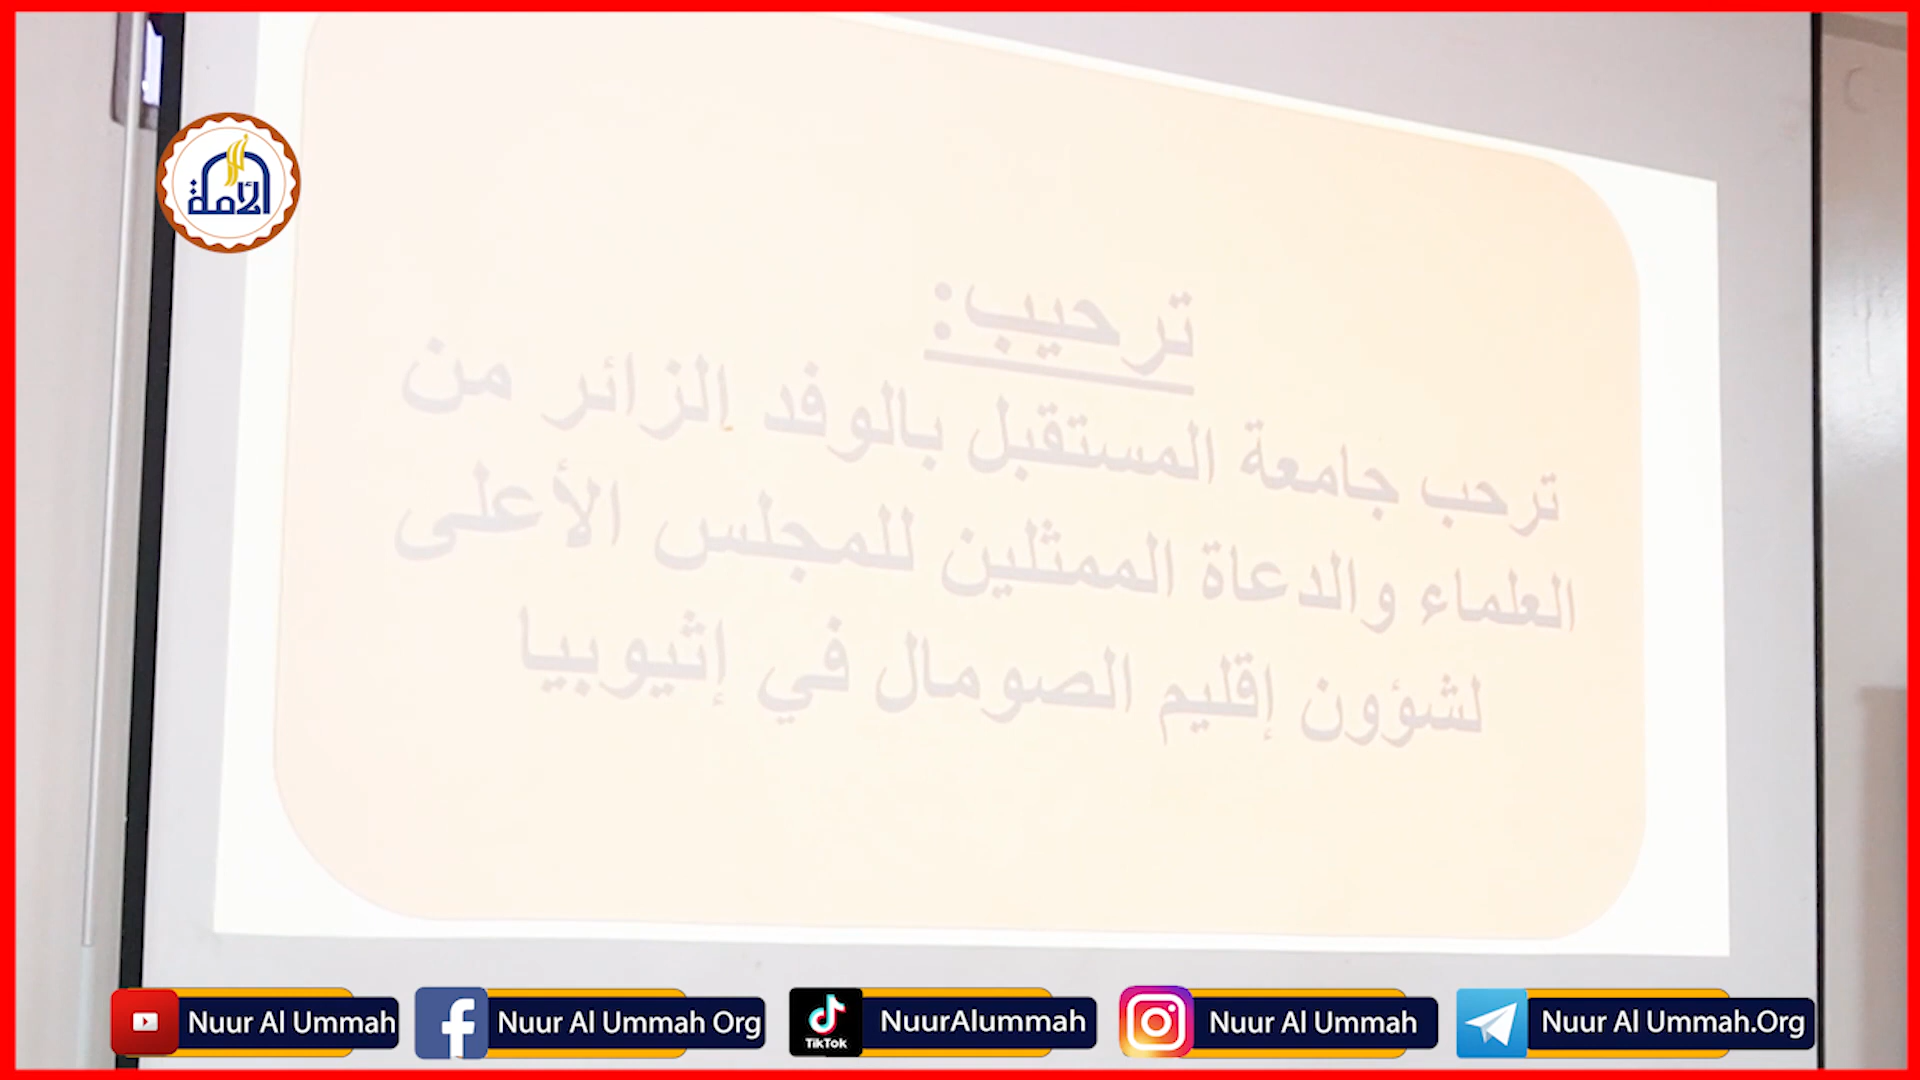 الأمة
ترحيب:
ترحب جامعة المستقبل بالوفد الزائر من
العلماء والدعاة الممثلين للمجلس الأعلى
لشؤون إقليم الصومال في إثيوبيا
Nuur Al Ummah
Nuur Al Ummah Org
TikTok
NuurAlummah
Nuur Al Ummah
Nuur Al Ummah.Org